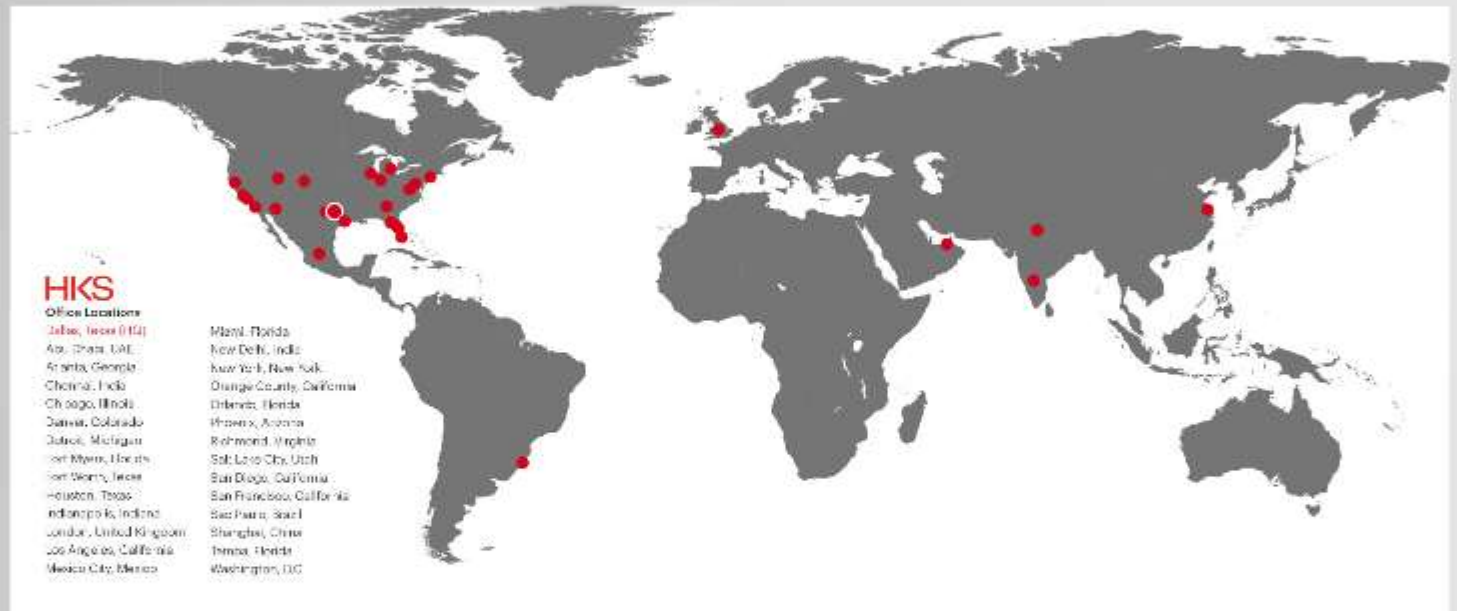 HKS
Office Locations
Dallas, Texas (HQ)
Abu Dhabi, UAE
Atlanta, Georgia
Chennai, India
Chicago, Illinois
Denver, Colorado
Detroit, Michigan
Fort Myers, Florida
Fort Worth, Texas
Houston, Texas
Indianapolis, Indiana
London, United Kingdom
Los Angeles, California
Mexico City, Mexico
Miami, Florida
New Delhi, India
New York, New York
Orange County, California
Orlando, Florida
Phoenix, Arizona
Richmond, Virginia
Salt Lake City, Utah
San Diego, California
San Francisco, California
Sao Paulo, Brazil
Shanghai, China
Tampa, Florida
Washington, D.C